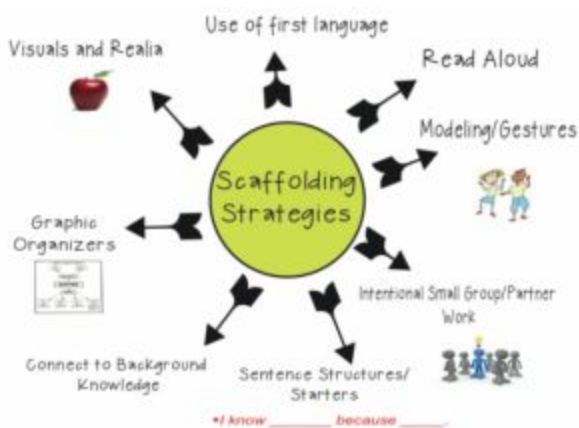 Use of first language
Visuals and Realia
Read Aloud
Modeling/Gestures
Scaffolding
Strategies
Graphic
Organizers
Intentional Small Group/Partner
Work
Connect to Background
Knowledge
Sentence Structures/
Starters
•I know ______ because _____.